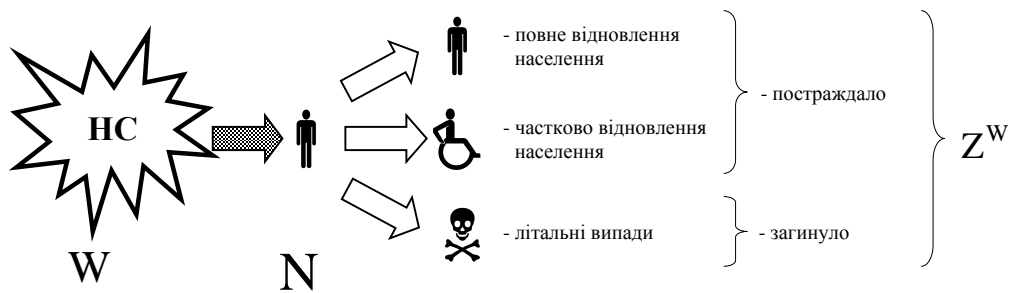 - повне відновлення
населення
НС
- постраждало
- частково відновлення
населення
Z^W
- літальні випади
- загинуло
W
N